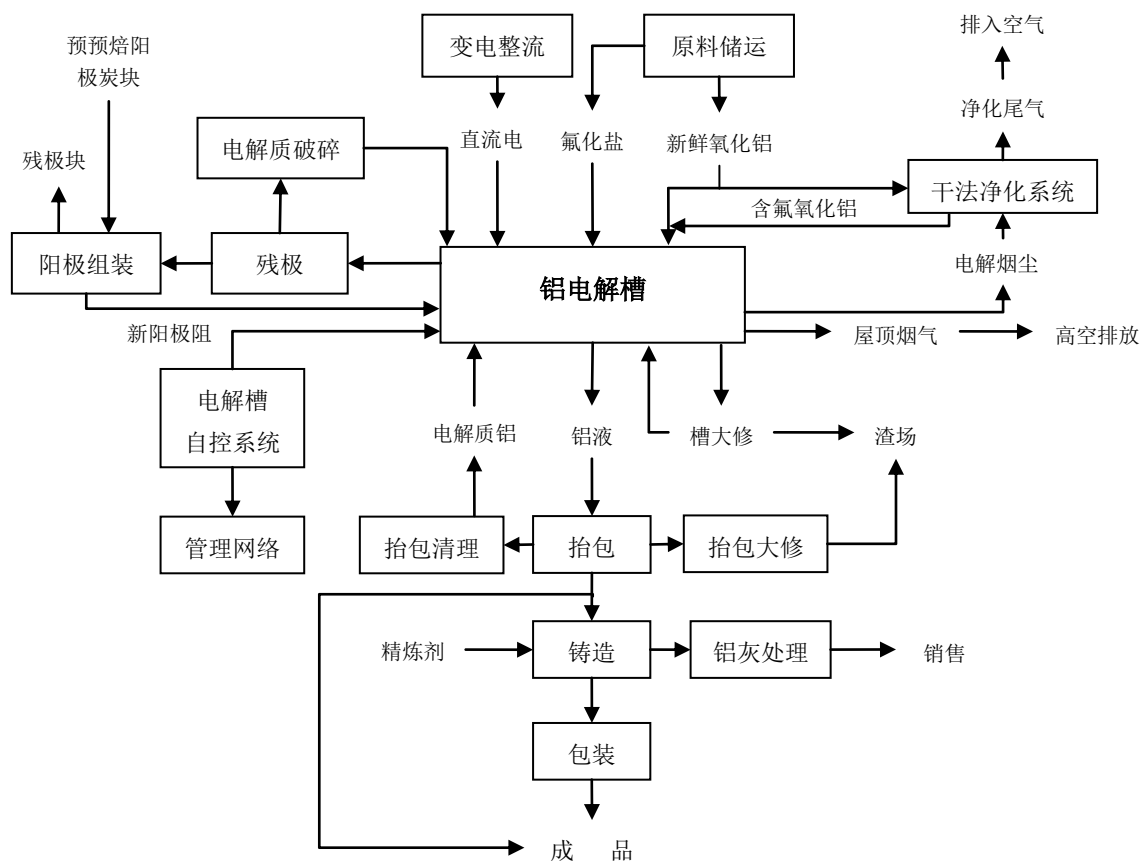 排入空气
预预焙阳
极炭块
变电整流
原料储运
净化尾气
残极块
电解质破碎
直流电
氟化盐
新鲜氧化铝
干法净化系统
含氟氧化铝
阳极组装
残极
铝电解槽
电解烟尘
新阳极阻
屋顶烟气
高空排放
电解槽
自控系统
电解质铝
铝液
槽大修
渣场
管理网络
抬包清理
抬包
抬包大修
精炼剂
铸造
铝灰处理
销售
包装
成 品